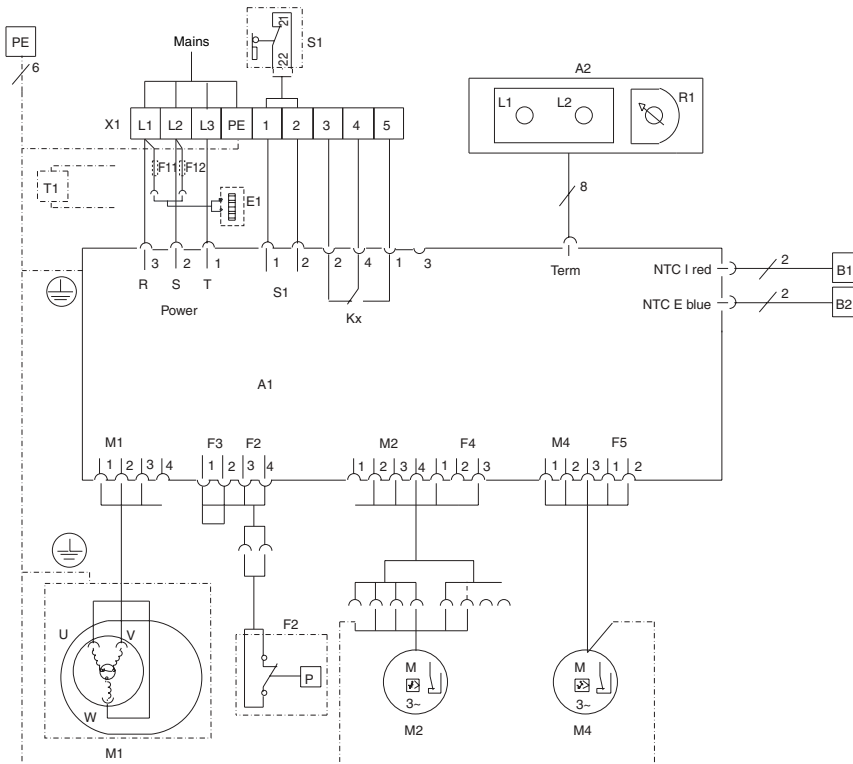 PE
6
Mains
21
22
S1
A2
L1
L2
R1
X1
L1 L2 L3 PE 1 2 3 4 5
F11
F12
T1
E1
8
3 2 1
1 2
2 4 1 3
R S T
S1
Term
Power
Kx
NTC I red
2
B1
NTC E blue
2
B2
A1
M1
F3
F2
M2
F4
M4
F5
1 2 3 4
1 2 3 4
1 2 3 4 1 2 3
1 2 3 1 2
F2
U
V
W
P
M
3~
M
3~
M1
M2
M4